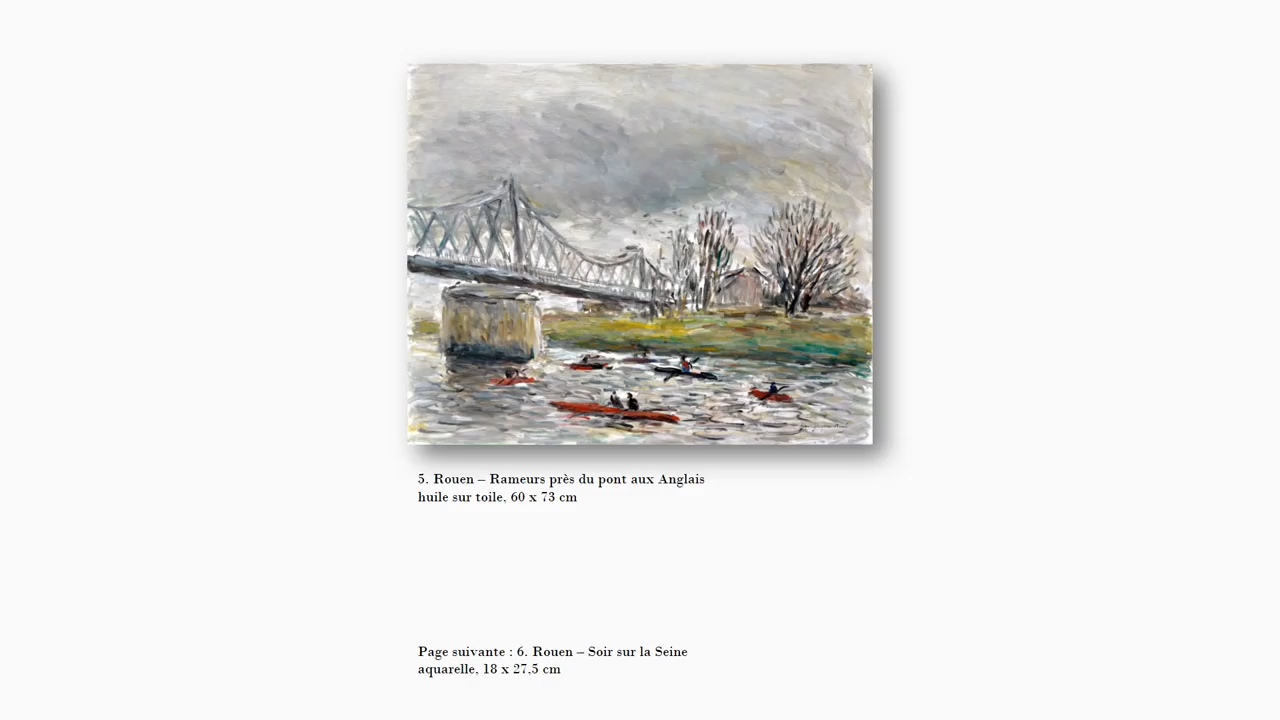 5. Rouen – Rameurs près du pont aux Anglais
huile sur toile, 60 x 73 cm
Page suivante : 6. Rouen – Soir sur la Seine
aquarelle, 18 x 27,5 cm